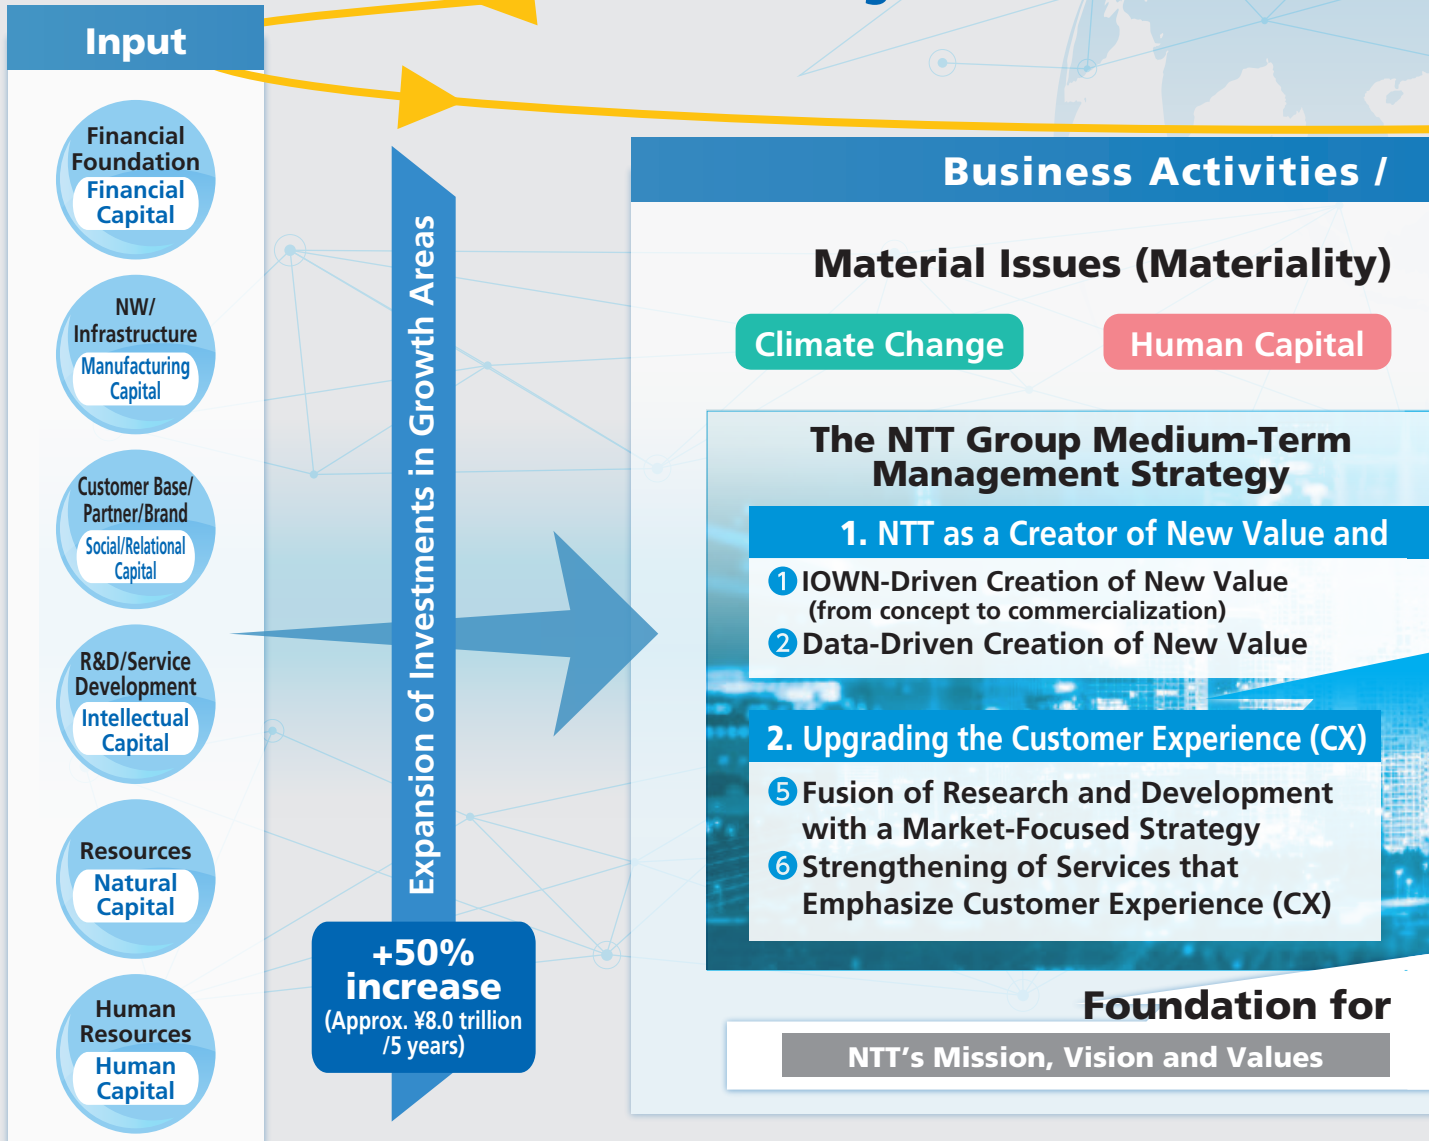 Input
Financial
Foundation
Financial
Capital
NW/
Infrastructure
Manufacturing
Capital
Customer Base/
Partner/Brand
Social/Relational
Capital
R&D/Service
Development
Intellectual
Capital
Resources
Natural
Capital
Human
Resources
Human
Capital
Expansion of Investments in Growth Areas
+50%
increase
(Approx. ¥8.0 trillion
/5 years)
Business Activities /
Material Issues (Materiality)
Climate Change
Human Capital
The NTT Group Medium-Term
Management Strategy
1. NTT as a Creator of New Value and
❶ IOWN-Driven Creation of New Value
(from concept to commercialization)
❷ Data-Driven Creation of New Value
2. Upgrading the Customer Experience (CX)
❺ Fusion of Research and Development
with a Market-Focused Strategy
❻ Strengthening of Services that
Emphasize Customer Experience (CX)
Foundation for
NTT's Mission, Vision and Values